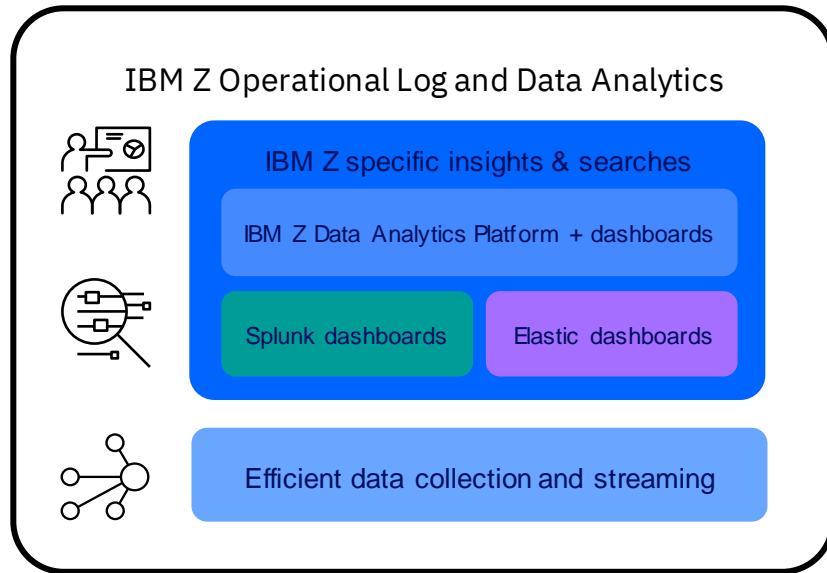 IBM Z Operational Log and Data Analytics
IBM Z specific insights & searches
IBM Z Data Analytics Platform + dashboards
Splunk dashboards
Elastic dashboards
Efficient data collection and streaming